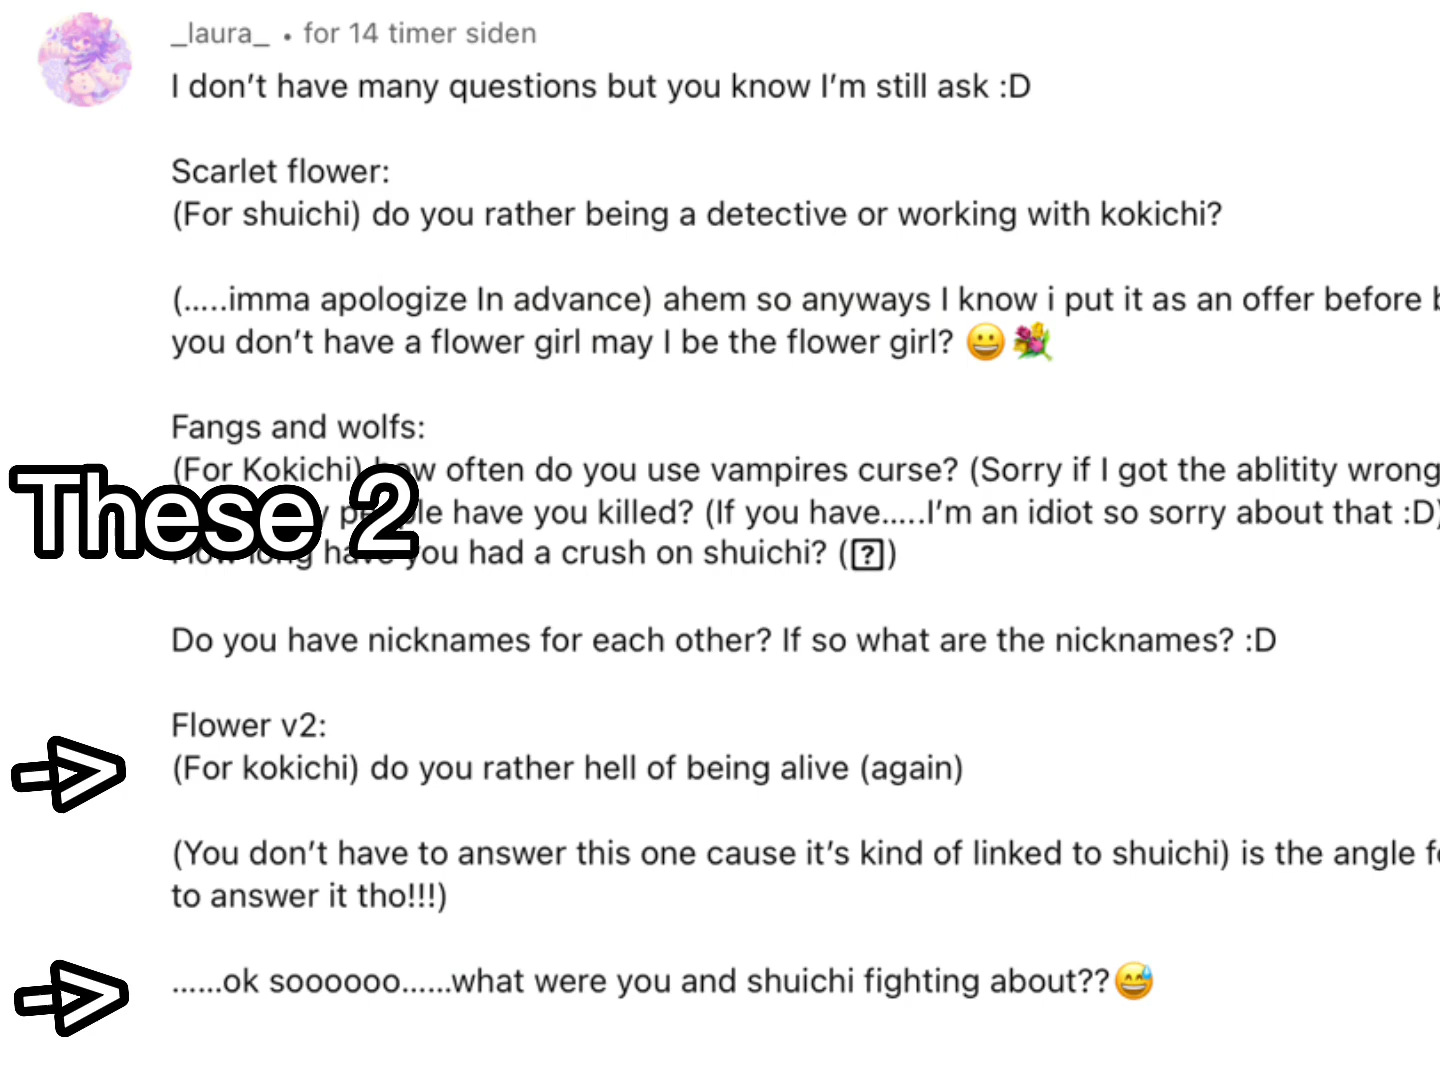 _laura_ • for 14 timer siden
I don't have many questions but you know I'm still ask :D
Scarlet flower:
(For shuichi) do you rather being a detective or working with kokichi?
(.....imma apologize In advance) ahem so anyways I know i put it as an offer before
you don't have a flower girl may I be the flower girl? 😀💐
Fangs and wolfs:
(For Kokichi) how often do you use vampires curse? (Sorry if I got the ablitity wrong
These 2
people have you killed? (If you have.....I'm an idiot so sorry about that :D)
How long have you had a crush on shuichi? (⍰)
Do you have nicknames for each other? If so what are the nicknames? :D
Flower v2:
(For kokichi) do you rather hell of being alive (again)
(You don't have to answer this one cause it's kind of linked to shuichi) is the angle
to answer it tho!!!)
......ok soooooo......what were you and shuichi fighting about??😅